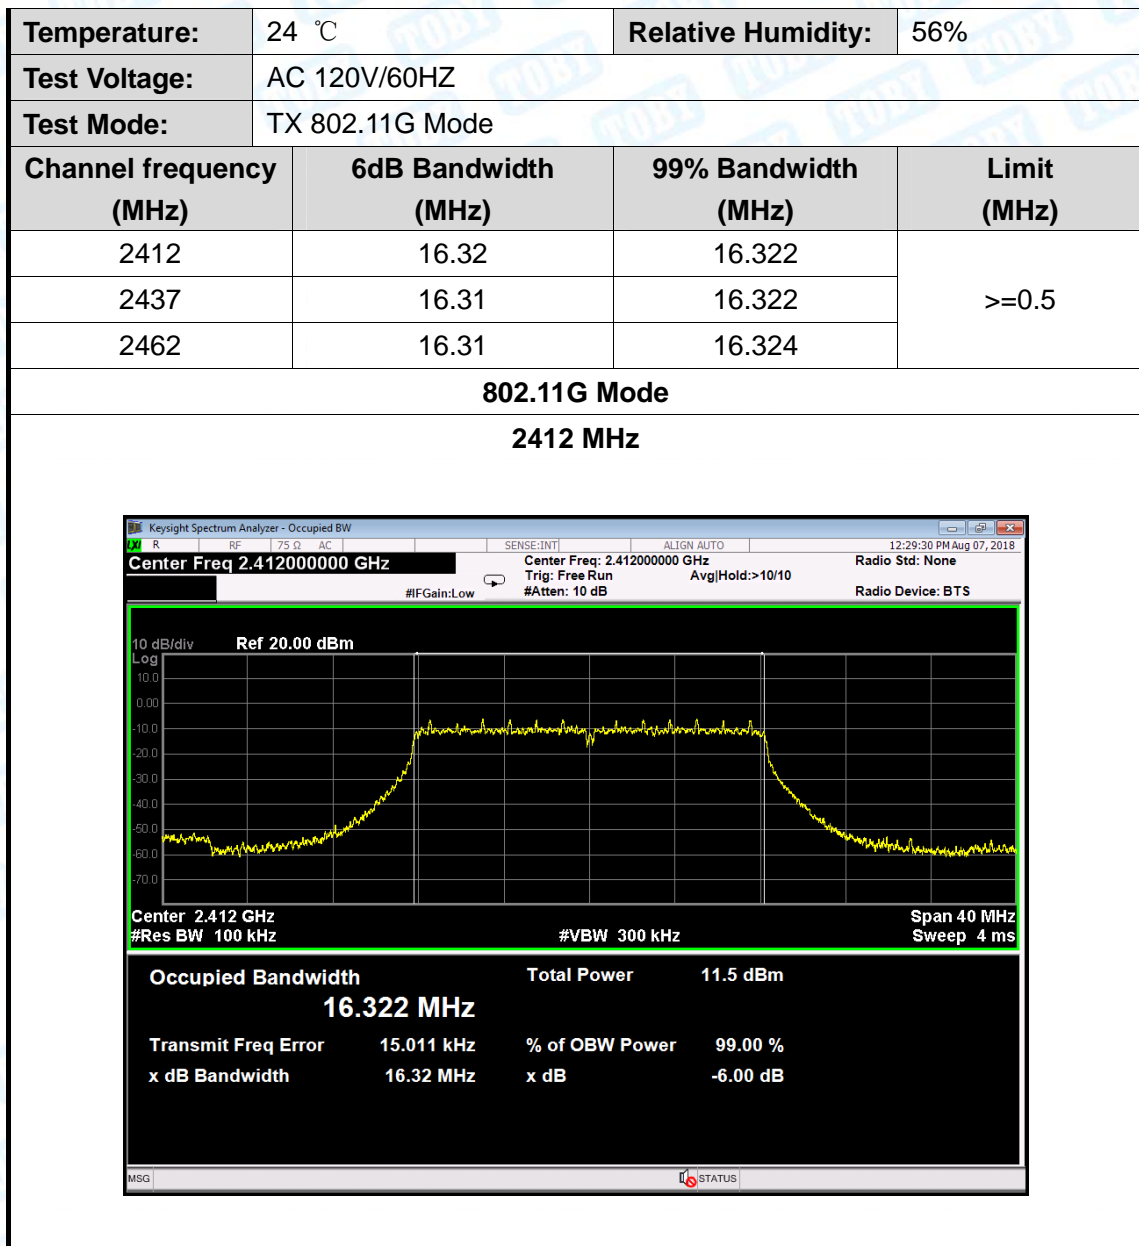 Temperature: 24 ℃ Relative Humidity: 56%
Test Voltage: AC 120V/60HZ
Test Mode: TX 802.11G Mode
Channel frequency 6dB Bandwidth 99% Bandwidth Limit
(MHz) (MHz) (MHz) (MHz)
2412 16.32 16.322
2437 16.31 16.322 >=0.5
2462 16.31 16.324
802.11G Mode
2412 MHz
Keysight Spectrum Analyzer - Occupied BW
LXI R RF 75 Ω AC SENSE:INT ALIGN AUTO 12:29:30 PM Aug 07, 2018
Center Freq 2.412000000 GHz Center Freq: 2.412000000 GHz Radio Std: None
Trig: Free Run Avg|Hold:>10/10
#IFGain:Low #Atten: 10 dB Radio Device: BTS
10 dB/div Ref 20.00 dBm
Log
10.0
0.00
-10.0
-20.0
-30.0
-40.0
-50.0
-60.0
-70.0
Center 2.412 GHz Span 40 MHz
#Res BW 100 kHz #VBW 300 kHz Sweep 4 ms
Occupied Bandwidth Total Power 11.5 dBm
16.322 MHz
Transmit Freq Error 15.011 kHz % of OBW Power 99.00 %
x dB Bandwidth 16.32 MHz x dB -6.00 dB
MSG STATUS